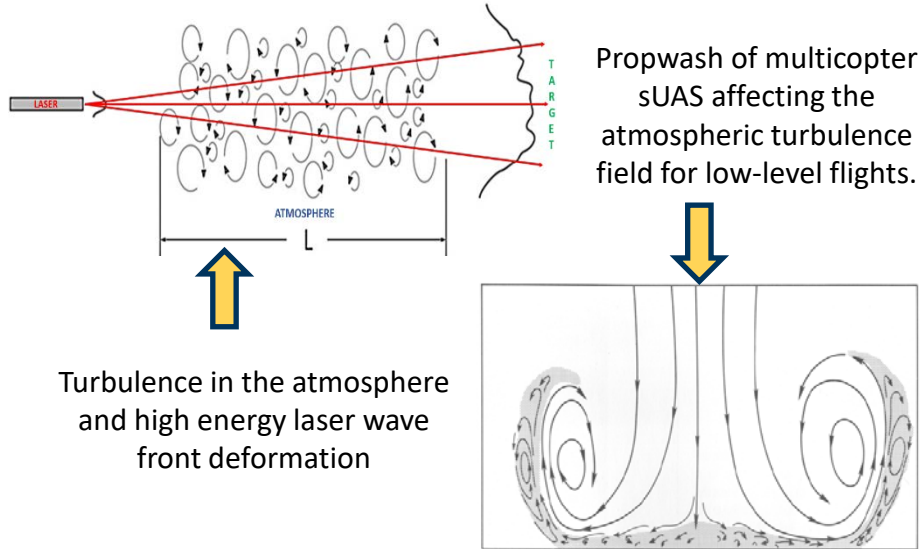 LASER
TARGET
ATMOSPHERE
L
Propwash of multicopter
sUAS affecting the
atmospheric turbulence
field for low-level flights.
Turbulence in the atmosphere
and high energy laser wave
front deformation